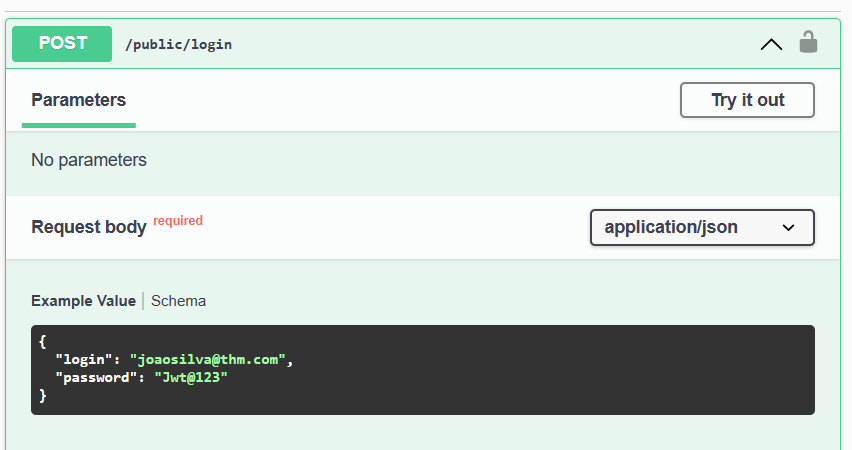 POST /public/login
Parameters Try it out
No parameters
Request body required application/json
Example Value Schema
{
"login": "joaosilva@thm.com",
"password": "Jwt@123"
}